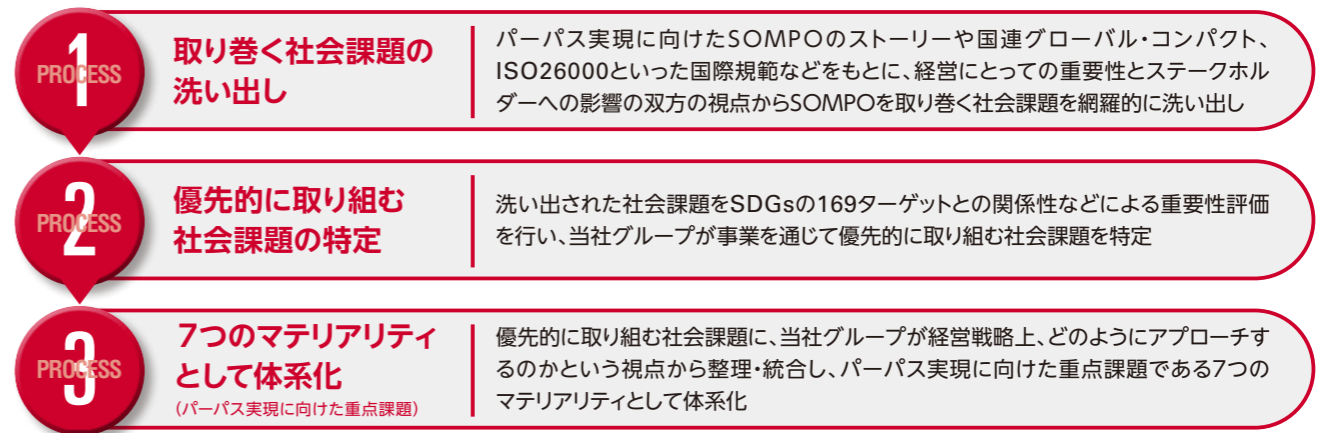 1
PROCESS
取り巻く社会課題の
洗い出し
パーパス実現に向けたSOMPOのストーリーや国連グローバル・コンパクト、
ISO26000といった国際規範などをもとに、経営にとっての重要性とステークホル
ダーへの影響の双方の視点からSOMPOを取り巻く社会課題を網羅的に洗い出し
2
PROCESS
優先的に取り組む
社会課題の特定
洗い出された社会課題をSDGsの169ターゲットとの関係性などによる重要性評価
を行い、当社グループが事業を通じて優先的に取り組む社会課題を特定
3
PROCESS
7つのマテリアリティ
として体系化
(パーパス実現に向けた重点課題)
優先的に取り組む社会課題に、当社グループが経営戦略上、どのようにアプローチす
るのかという視点から整理・統合し、パーパス実現に向けた重点課題である7つの
マテリアリティとして体系化